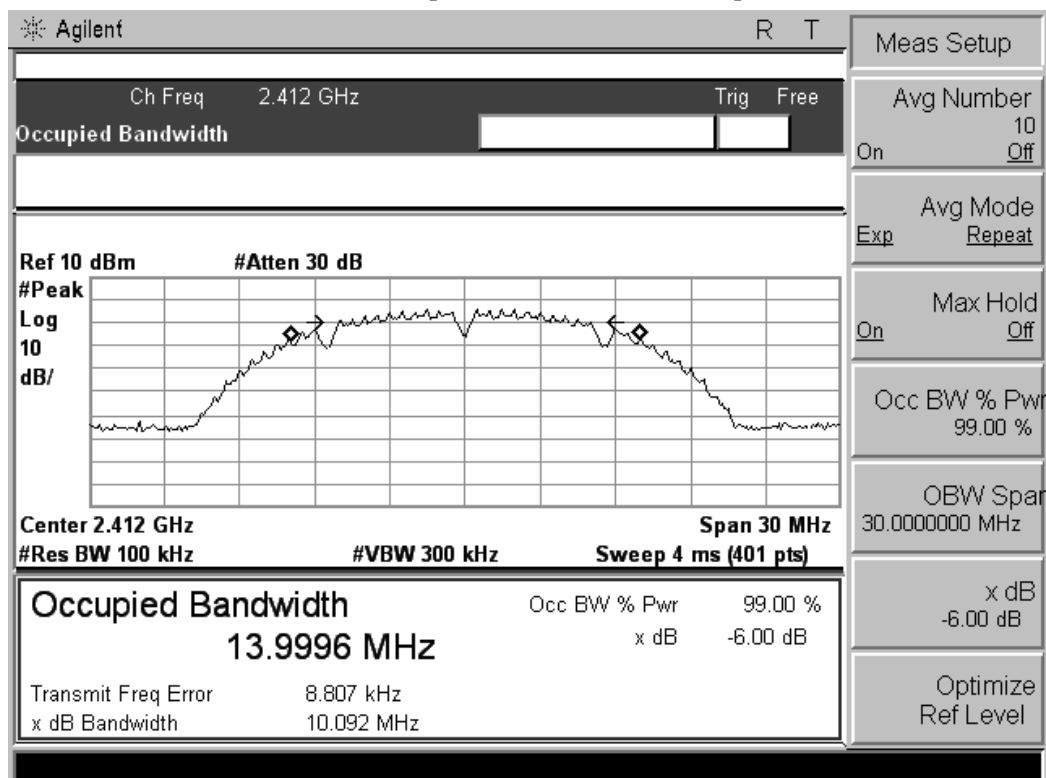 Agilent R T
Meas Setup
Ch Freq 2.412 GHz Trig Free
Occupied Bandwidth
Avg Number
10
On Off
Avg Mode
Exp Repeat
Max Hold
On Off
Occ BW % Pwr
99.00 %
OBW Span
30.0000000 MHz
x dB
-6.00 dB
Optimize
Ref Level
Ref 10 dBm #Atten 30 dB
#Peak
Log
10
dB/
Center 2.412 GHz Span 30 MHz
#Res BW 100 kHz #VBW 300 kHz Sweep 4 ms (401 pts)
Occupied Bandwidth Occ BW % Pwr 99.00 %
13.9996 MHz x dB -6.00 dB
Transmit Freq Error 8.807 kHz
x dB Bandwidth 10.092 MHz